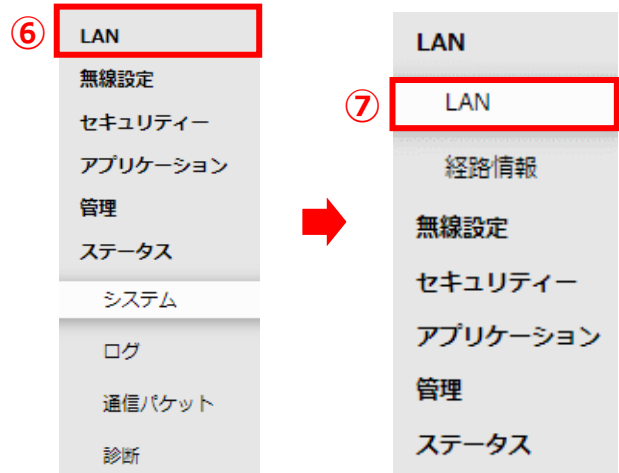 ⑥
LAN
無線設定
セキュリティー
アプリケーション
管理
ステータス
システム
ログ
通信パケット
診断
⑦
LAN
LAN
経路情報
無線設定
セキュリティー
アプリケーション
管理
ステータス